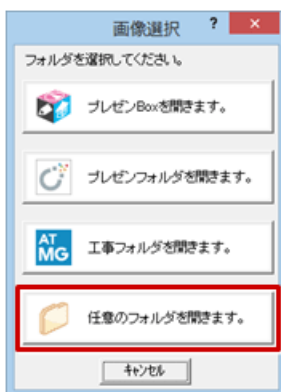 画像選択
?
×
フォルダを選択してください。
プレゼンBoxを開きます。
プレゼンフォルダを開きます。
AT
MG
工事フォルダを開きます。
任意のフォルダを開きます。
キャンセル